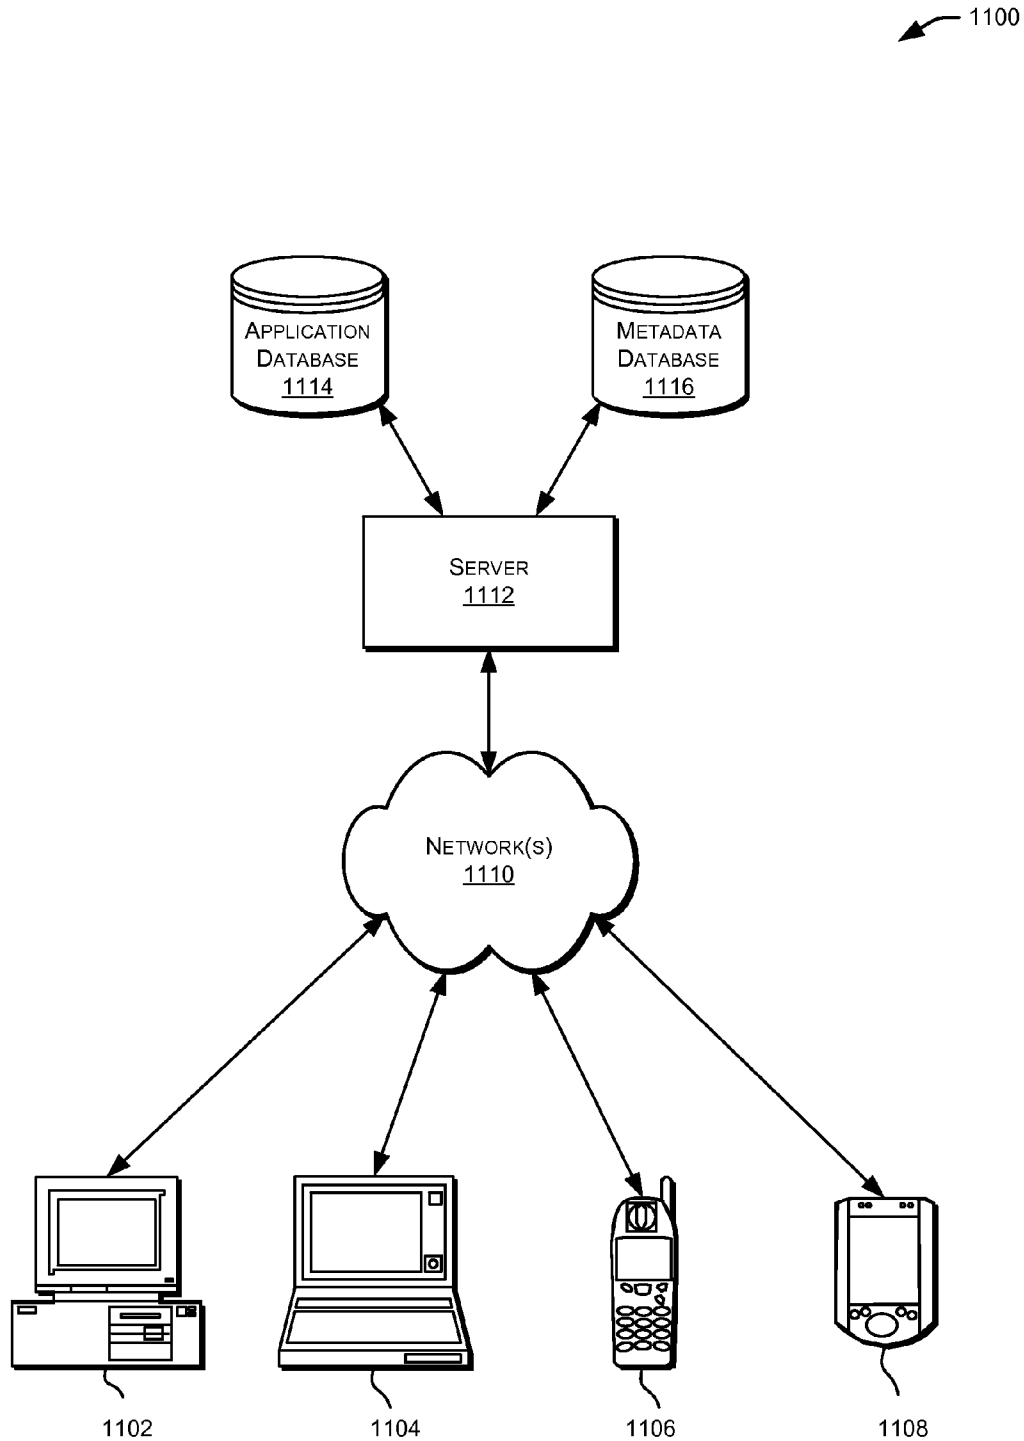 1100
APPLICATION
DATABASE
1114
METADATA
DATABASE
1116
SERVER
1112
NETWORK(S)
1110
1102
1104
1106
1108